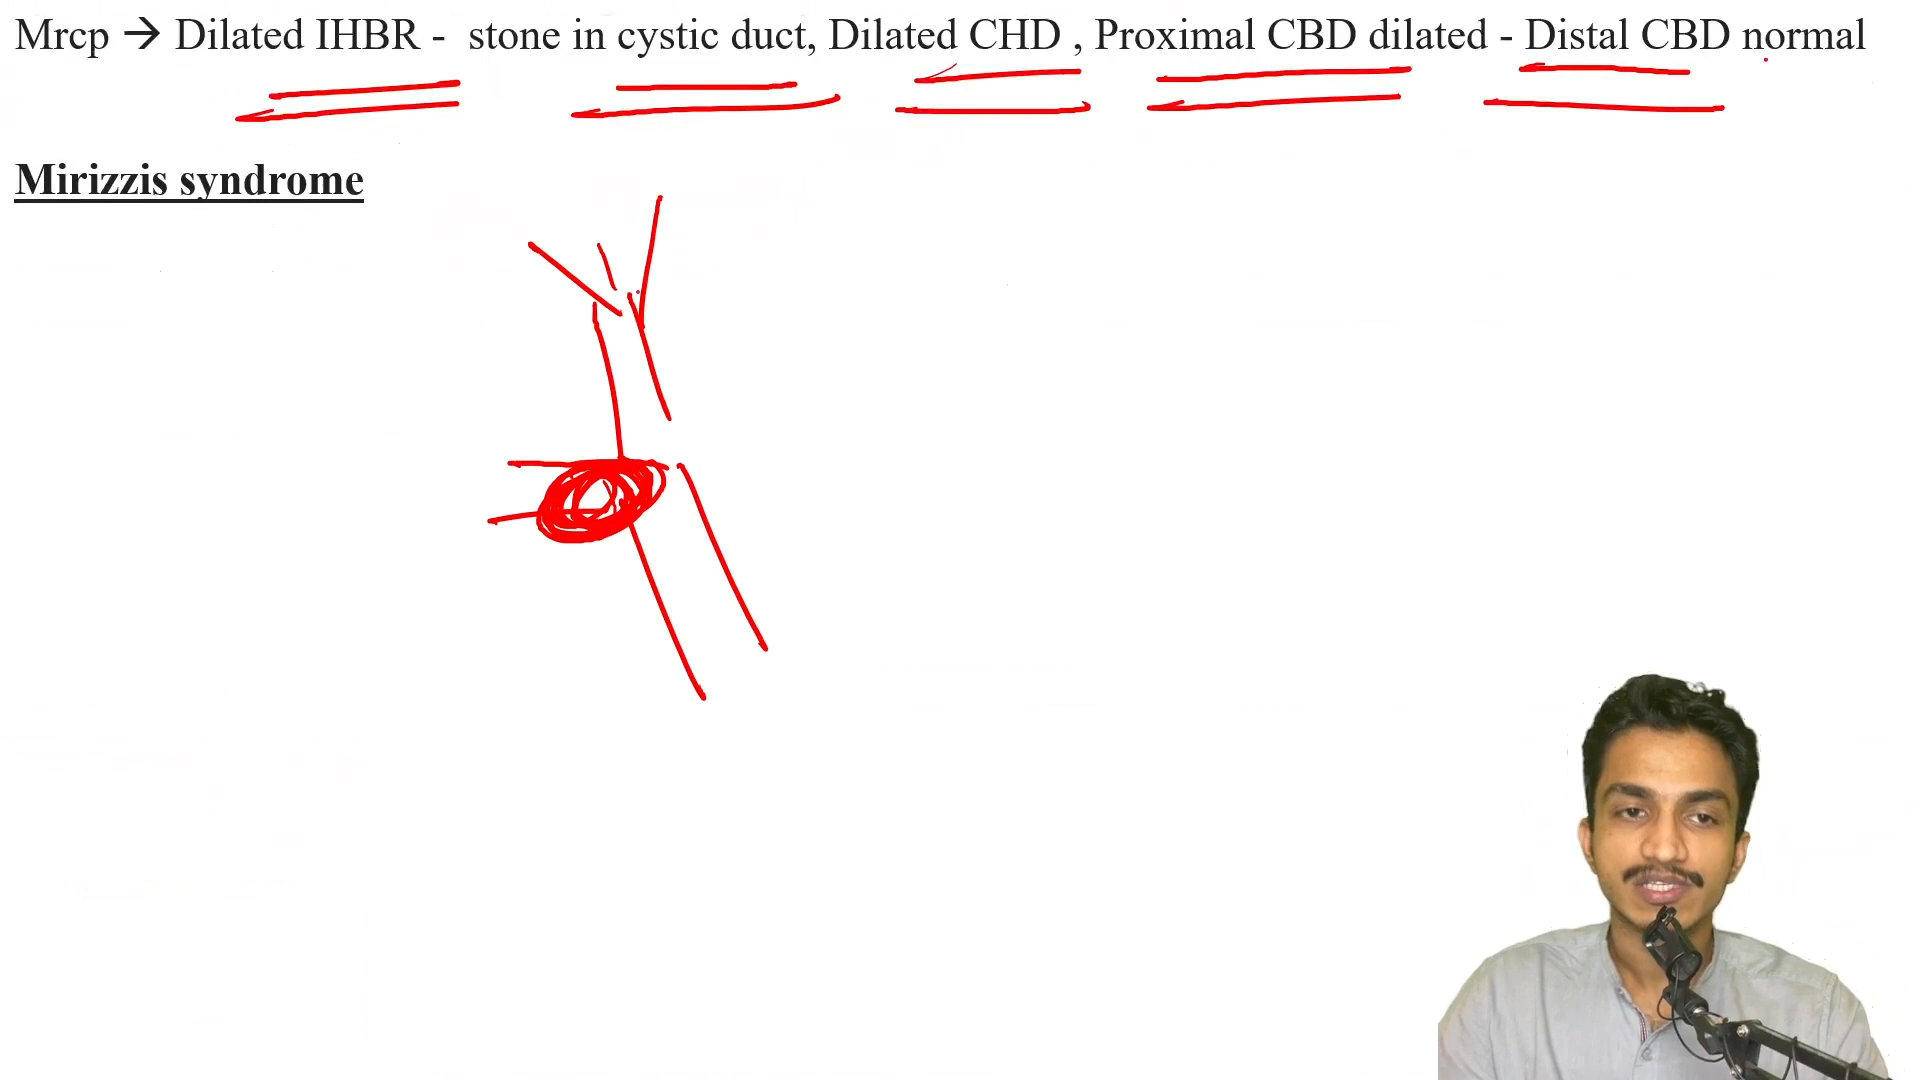 Mrcp → Dilated IHBR -  stone in cystic duct, Dilated CHD , Proximal CBD dilated - Distal CBD normal
Mirizzis syndrome